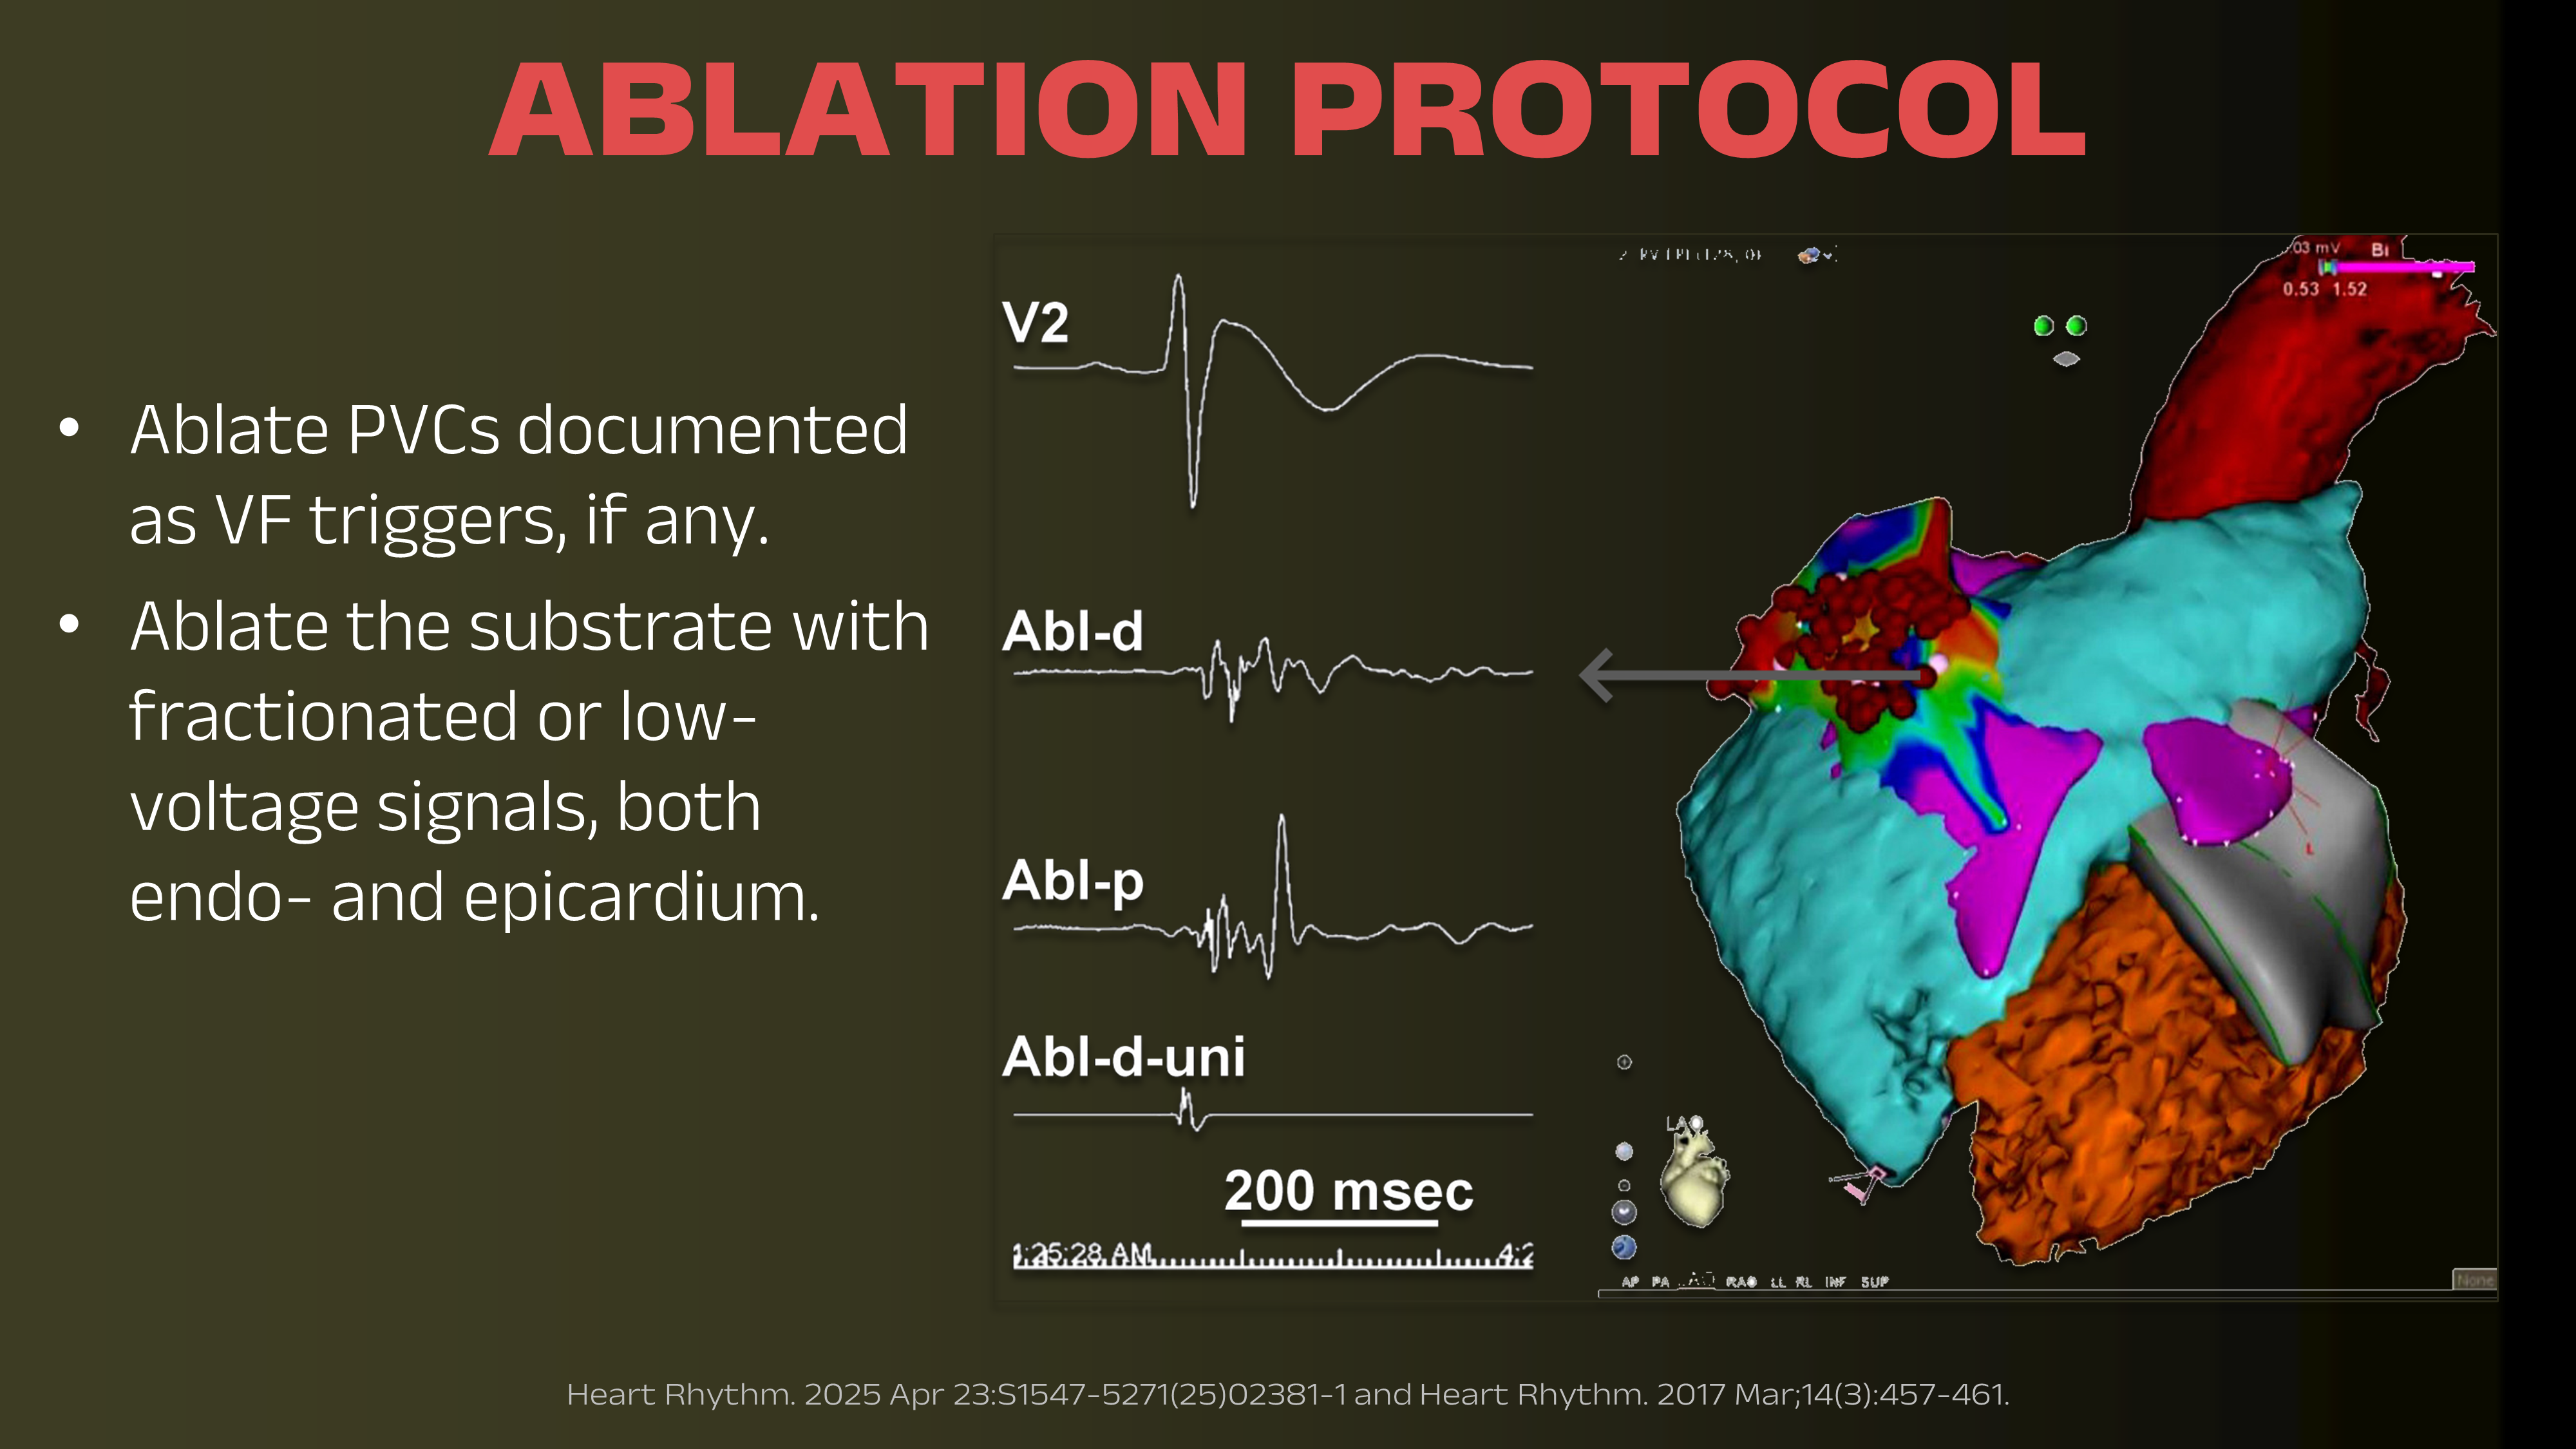 ABLATION PROTOCOL
• Ablate PVCs documented
as VF triggers, if any.
• Ablate the substrate with
fractionated or low-
voltage signals, both
endo- and epicardium.
V2
Abl-d
Abl-p
Abl-d-uni
200 msec
:25:28 AM
4:2
.03 mV Bi
0.53 1.52
L
LAO
AP PA LAO RAO LL RL INF SUP
None
Heart Rhythm. 2025 Apr 23:S1547-5271(25)02381-1 and Heart Rhythm. 2017 Mar;14(3):457-461.